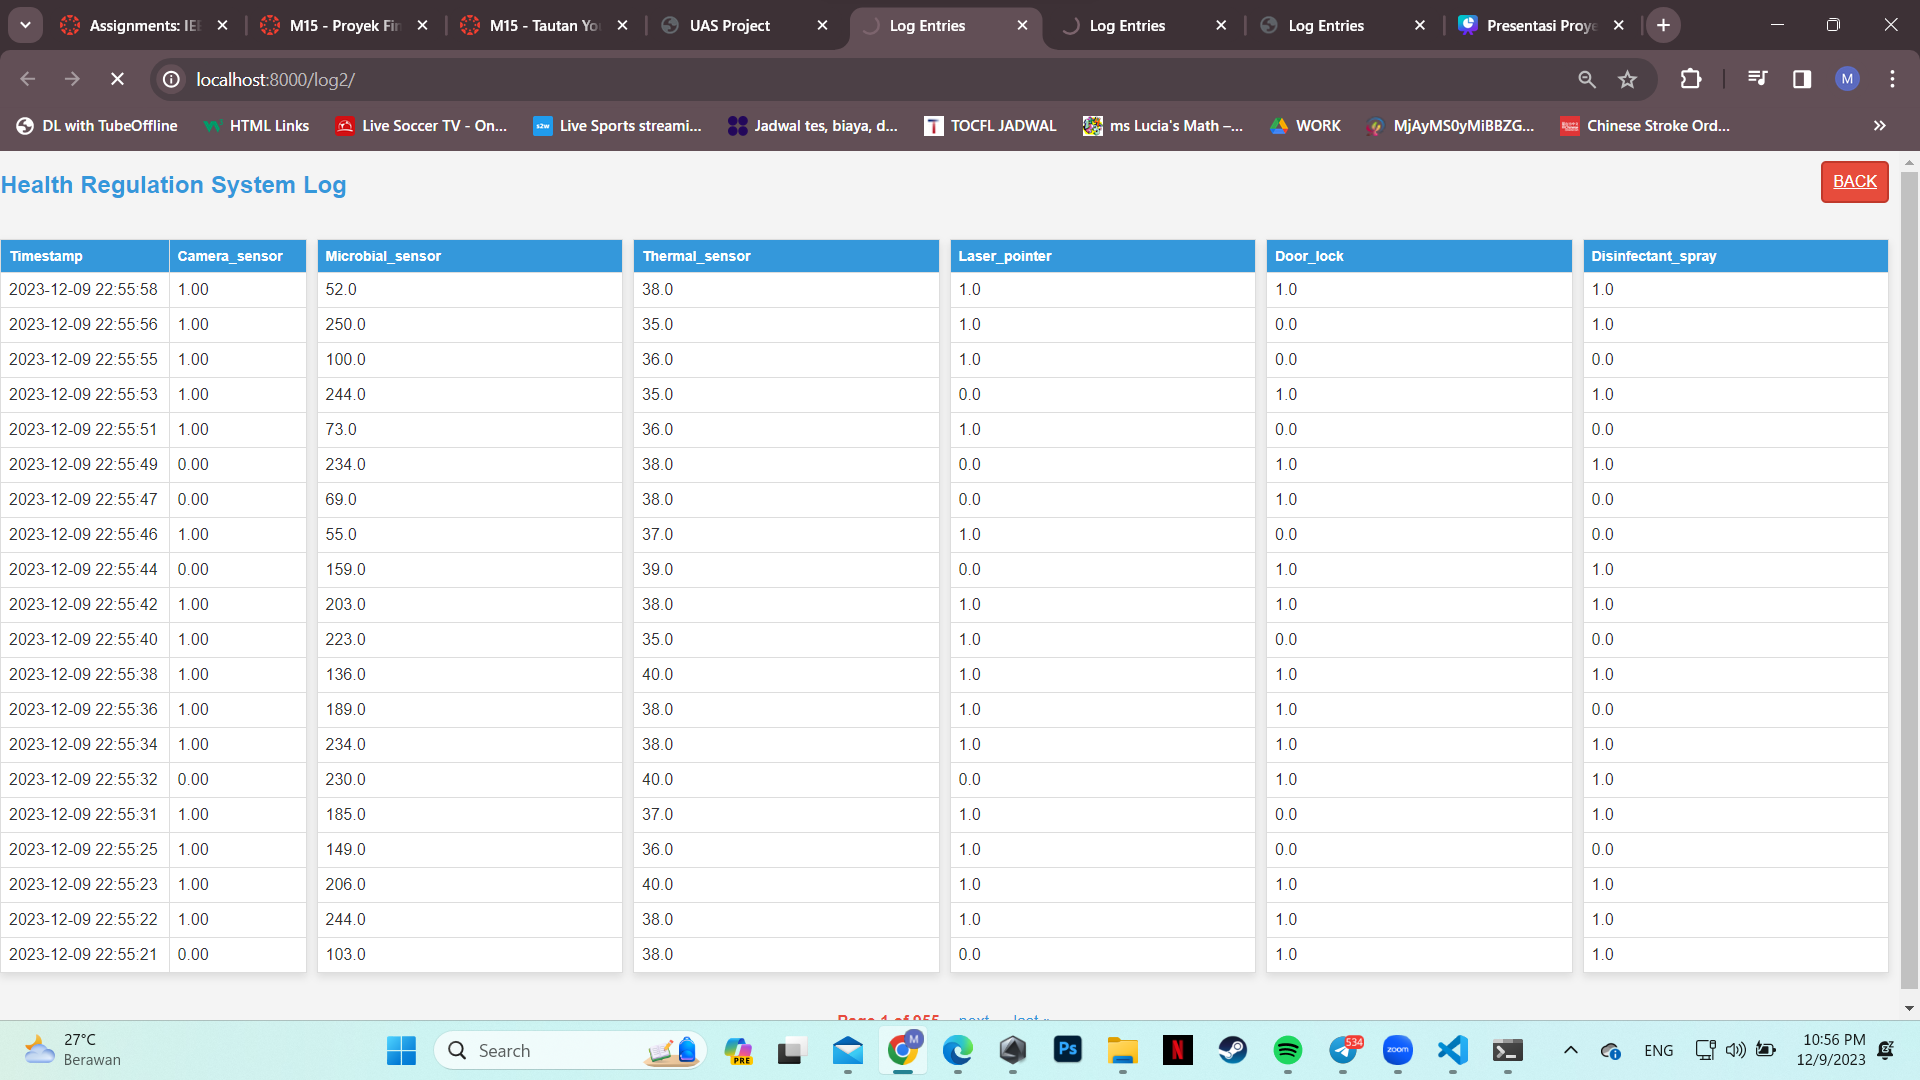 Assignments: IEE
M15 - Proyek Fin
M15 - Tautan Yo
UAS Project
Log Entries
Log Entries
Log Entries
Presentasi Proye
localhost:8000/log2/
M
DL with TubeOffline
HTML Links
Live Soccer TV - On...
s2w
Live Sports streami...
Jadwal tes, biaya, d...
T
TOCFL JADWAL
ms Lucia's Math –...
WORK
MjAyMS0yMiBBZG...
Chinese Stroke Ord...
»
Health Regulation System Log
BACK
Timestamp Camera_sensor Microbial_sensor Thermal_sensor Laser_pointer Door_lock Disinfectant_spray
2023-12-09 22:55:58 1.00 52.0 38.0 1.0 1.0 1.0
2023-12-09 22:55:56 1.00 250.0 35.0 1.0 0.0 1.0
2023-12-09 22:55:55 1.00 100.0 36.0 1.0 0.0 0.0
2023-12-09 22:55:53 1.00 244.0 35.0 0.0 1.0 1.0
2023-12-09 22:55:51 1.00 73.0 36.0 1.0 0.0 0.0
2023-12-09 22:55:49 0.00 234.0 38.0 0.0 1.0 1.0
2023-12-09 22:55:47 0.00 69.0 38.0 0.0 1.0 0.0
2023-12-09 22:55:46 1.00 55.0 37.0 1.0 0.0 0.0
2023-12-09 22:55:44 0.00 159.0 39.0 0.0 1.0 1.0
2023-12-09 22:55:42 1.00 203.0 38.0 1.0 1.0 1.0
2023-12-09 22:55:40 1.00 223.0 35.0 1.0 0.0 0.0
2023-12-09 22:55:38 1.00 136.0 40.0 1.0 1.0 1.0
2023-12-09 22:55:36 1.00 189.0 38.0 1.0 1.0 0.0
2023-12-09 22:55:34 1.00 234.0 38.0 1.0 1.0 1.0
2023-12-09 22:55:32 0.00 230.0 40.0 0.0 1.0 1.0
2023-12-09 22:55:31 1.00 185.0 37.0 1.0 0.0 1.0
2023-12-09 22:55:25 1.00 149.0 36.0 1.0 0.0 0.0
2023-12-09 22:55:23 1.00 206.0 40.0 1.0 1.0 1.0
2023-12-09 22:55:22 1.00 244.0 38.0 1.0 1.0 1.0
2023-12-09 22:55:21 0.00 103.0 38.0 0.0 1.0 1.0
Page 1 of 955 next last »
27°C
Berawan
Search
PRE
M
Ps
N
534
zoom
ENG
10:56 PM
12/9/2023